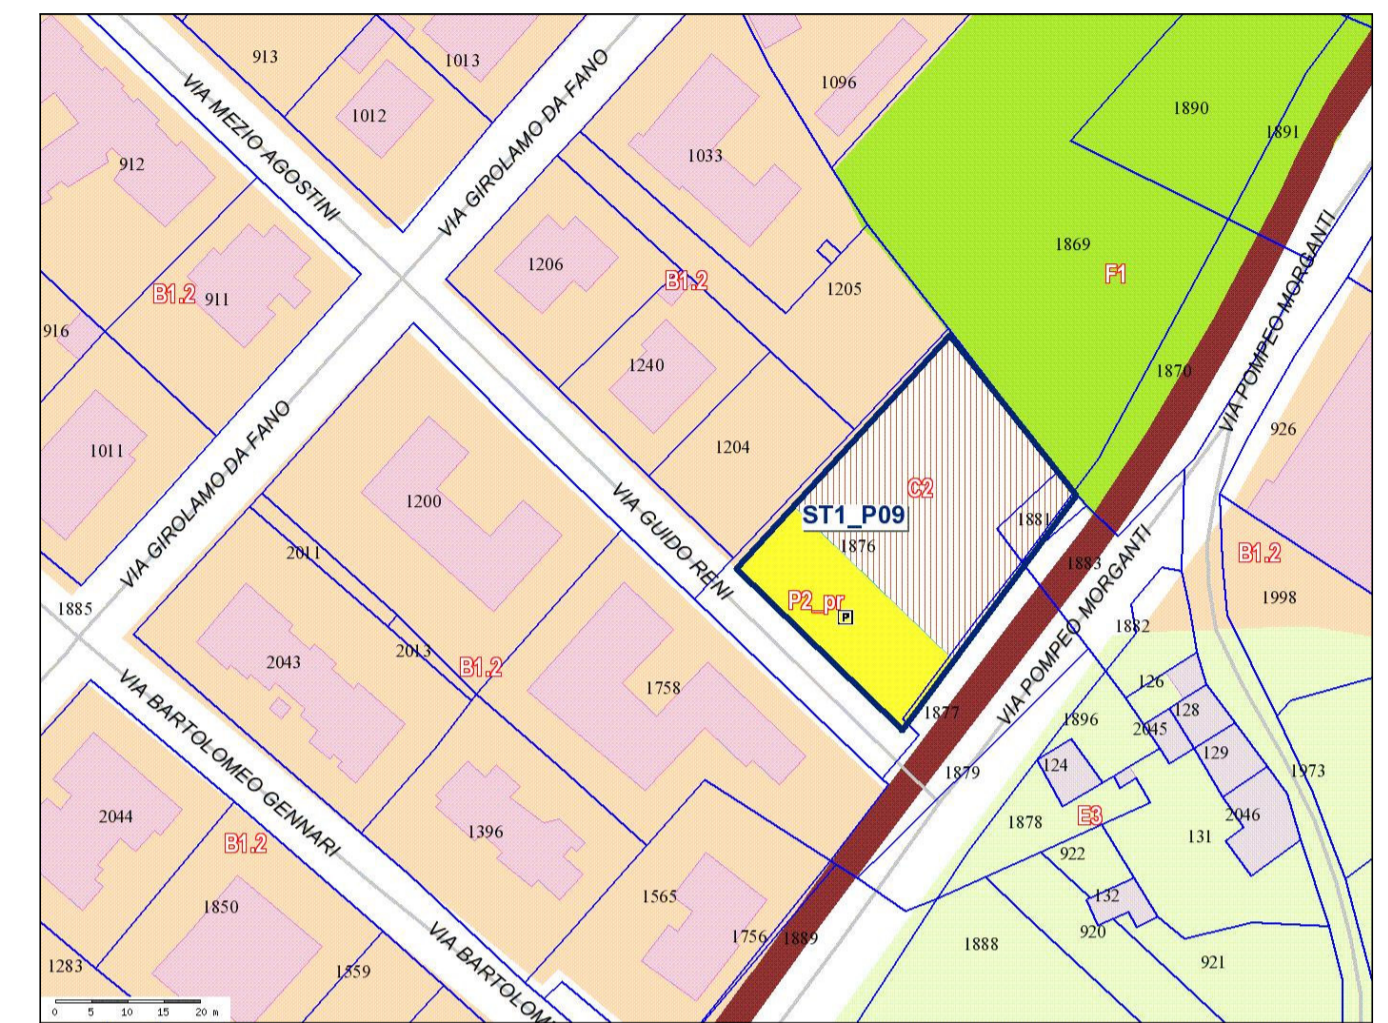 913
1013
1096
VIA MEZIO AGOSTINI
VIA GIROLAMO DA FANO
1012
1890
1891
912
1033
1869
F1
1206
B1.2
1205
B1.2
911
916
VIA POMPEO MORGANTI
1240
1870
1204
926
1011
VIA GIROLAMO DA FANO
1200
VIA GUIDO RENI
C2
ST1_P09
1881
1876
2011
1883
B1.2
1998
1885
P2_pr
P
1882
2013
2043
B1.2
1758
VIA POMPEO MORGANTI
126
128
1877
1896
2045
129
VIA BARTOLOMEO GENNARI
124
1879
1973
2044
1396
1878
E3
2046
131
B1.2
922
1565
132
1850
920
1756
1889
1888
921
VIA BARTOLOM
1283
1559
0 5 10 15 20 m